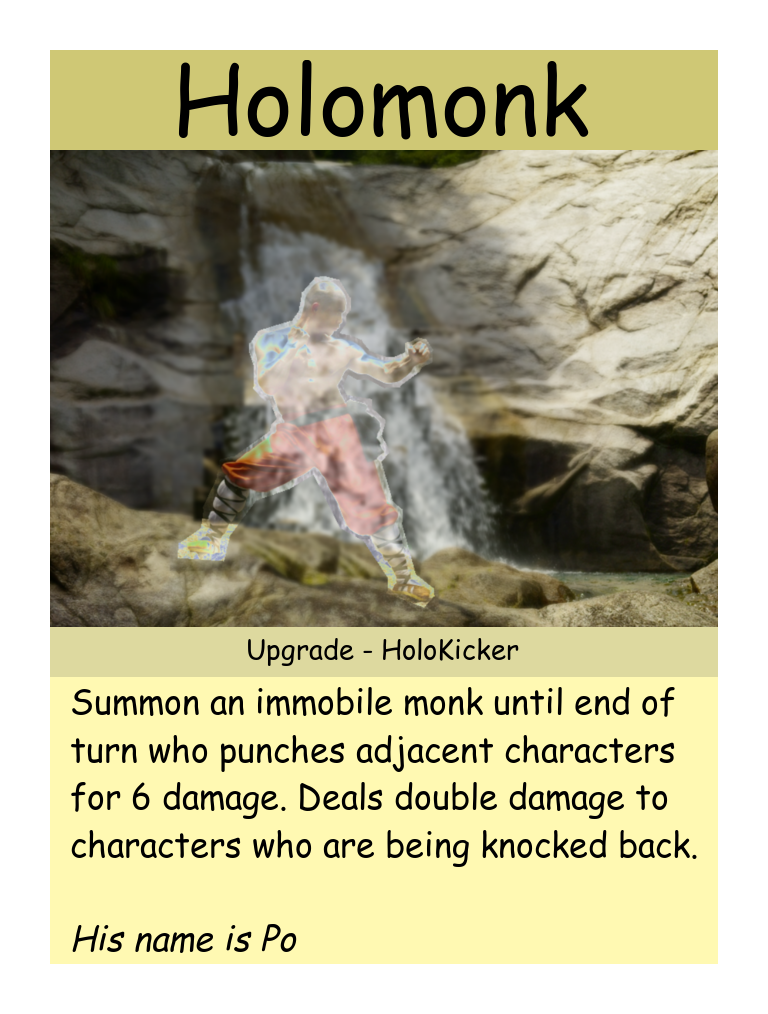 Holomonk
Upgrade - HoloKicker
Summon an immobile monk until end of
turn who punches adjacent characters
for 6 damage. Deals double damage to
characters who are being knocked back.
His name is Po